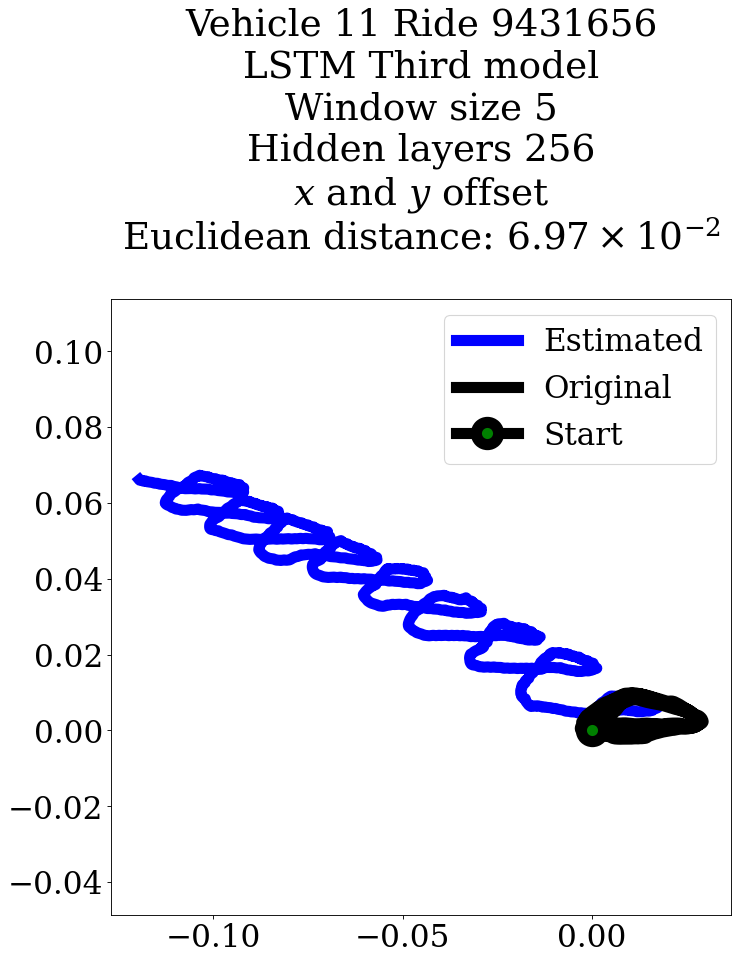 Vehicle 11 Ride 9431656
LSTM Third model
Window size 5
Hidden layers 256
x and y offset
Euclidean distance: 6.97 × 10⁻²
Estimated
Original
Start
0.10
0.08
0.06
0.04
0.02
0.00
−0.02
−0.04
−0.10
−0.05
0.00